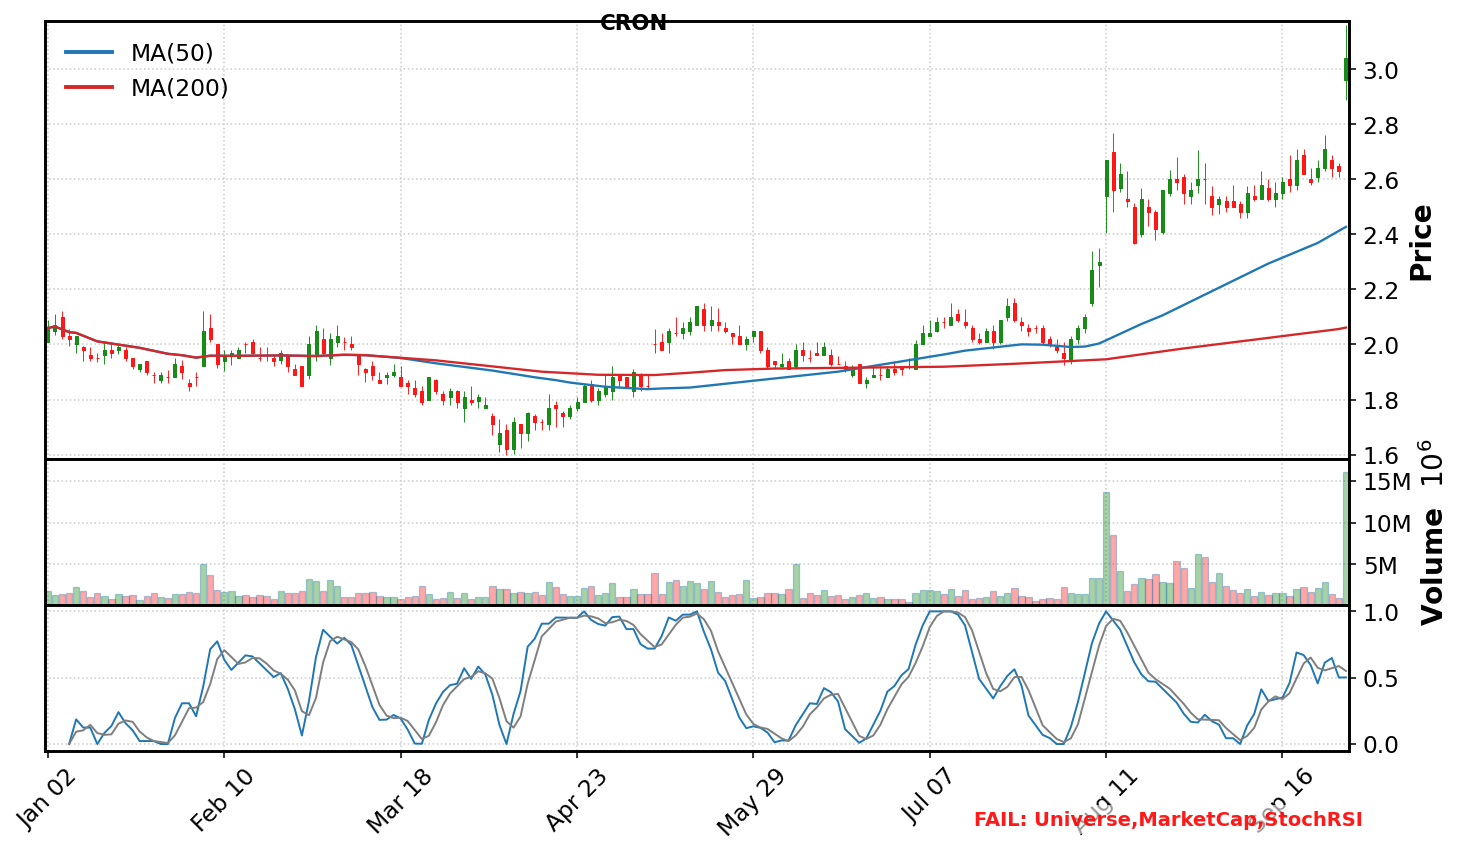 CRON
MA(50)
MA(200)
3.0
2.8
2.6
2.4
2.2
2.0
1.8
1.6
Price
15M
10M
5M
Volume 10^6
1.0
0.5
0.0
Jan 02
Feb 10
Mar 18
Apr 23
May 29
Jul 07
Aug 11
Sep 16
FAIL: Universe,MarketCap,StochRSI